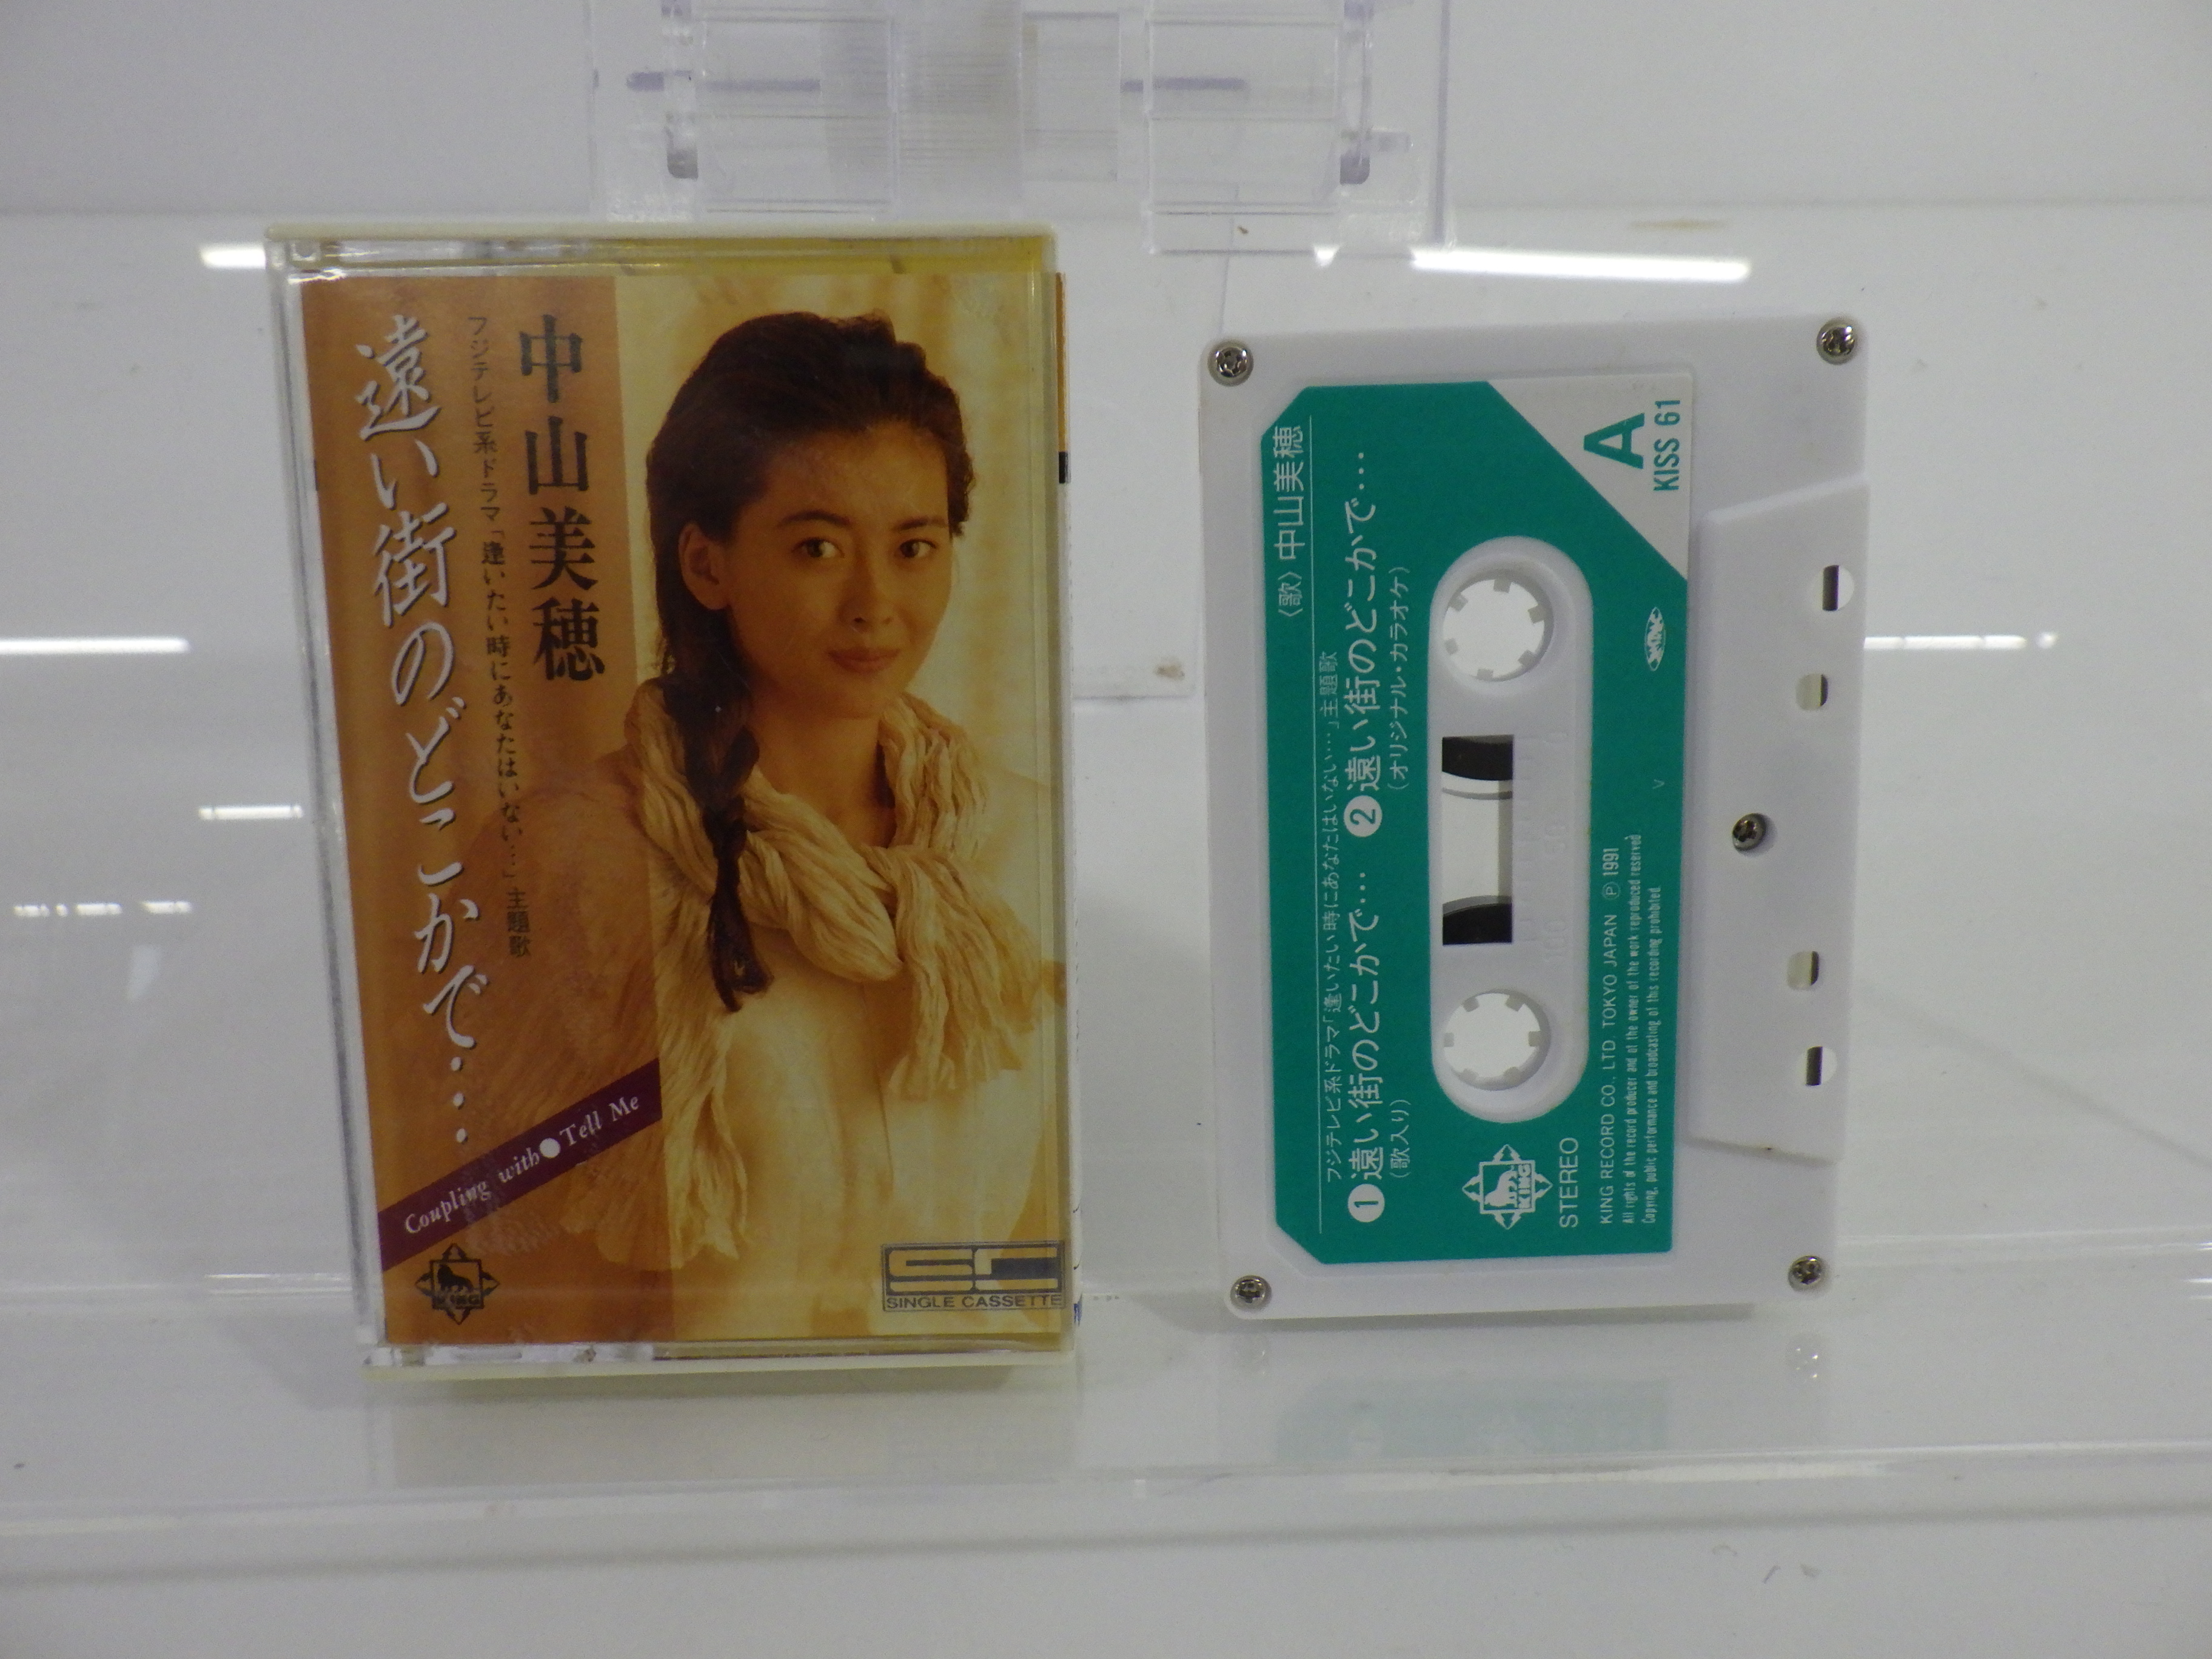 中山美穂
フジテレビ系ドラマ「逢いたい時にあなたはいない…」主題歌
遠い街のどこかで……
Coupling with●Tell Me
KING
SC
SINGLE CASSETTE
A
KISS 61
〈歌〉中山美穂
フジテレビ系ドラマ「逢いたい時にあなたはいない…」主題歌
❶遠い街のどこかで…
(歌入り)
❷遠い街のどこかで…
(オリジナル・カラオケ)
KING
STEREO
KING
V
KING RECORD CO., LTD TOKYO JAPAN Ⓟ 1991
All rights of the record producer and of the owner of the work reproduced reserved
Copying, public performance and broadcasting of this recording prohibited.
100 50 0